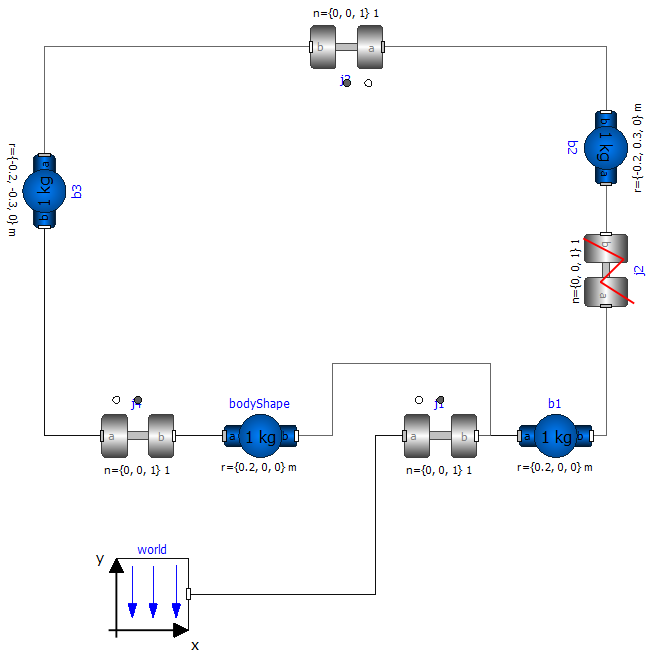 n={0, 0, 1} 1
b
a
j3
r={-0.2, -0.3, 0} m
a
1 kg
b
b3
b2
b
1 kg
a
r={-0.2, 0.3, 0} m
n={0, 0, 1} 1
b
a
j2
j4
a
b
n={0, 0, 1} 1
bodyShape
a
1 kg
b
r={0.2, 0, 0} m
j1
a
b
n={0, 0, 1} 1
b1
a
1 kg
b
r={0.2, 0, 0} m
world
y
x